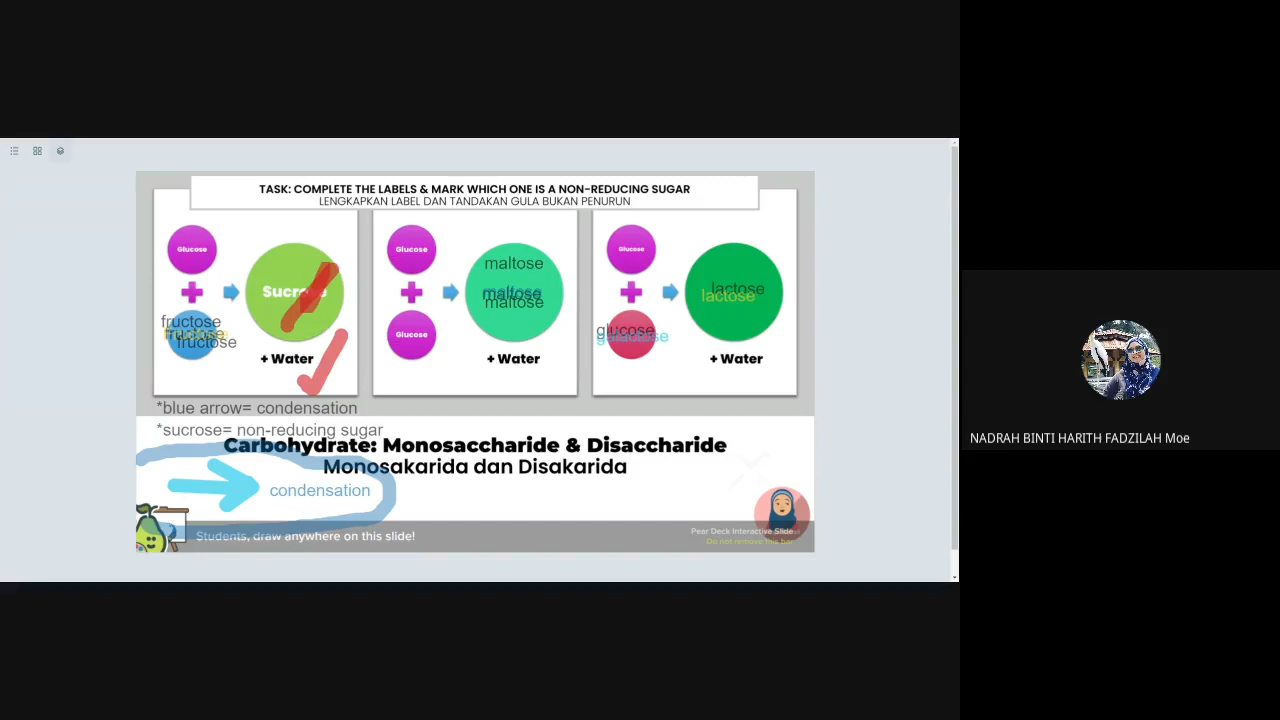 TASK: COMPLETE THE LABELS & MARK WHICH ONE IS A NON-REDUCING SUGAR
LENGKAPKAN LABEL DAN TANDAKAN GULA BUKAN PENURUN
Glucose
Sucrose
fructose
fructose
fructose
+ Water
Glucose
Glucose
maltose
maltose
maltose
+ Water
Glucose
glucose
galactose
lactose
lactose
+ Water
*blue arrow= condensation
*sucrose= non-reducing sugar
Carbohydrate: Monosaccharide & Disaccharide
Monosakarida dan Disakarida
condensation
Students, draw anywhere on this slide!
Pear Deck Interactive Slide
Do not remove this bar
NADRAH BINTI HARITH FADZILAH Moe